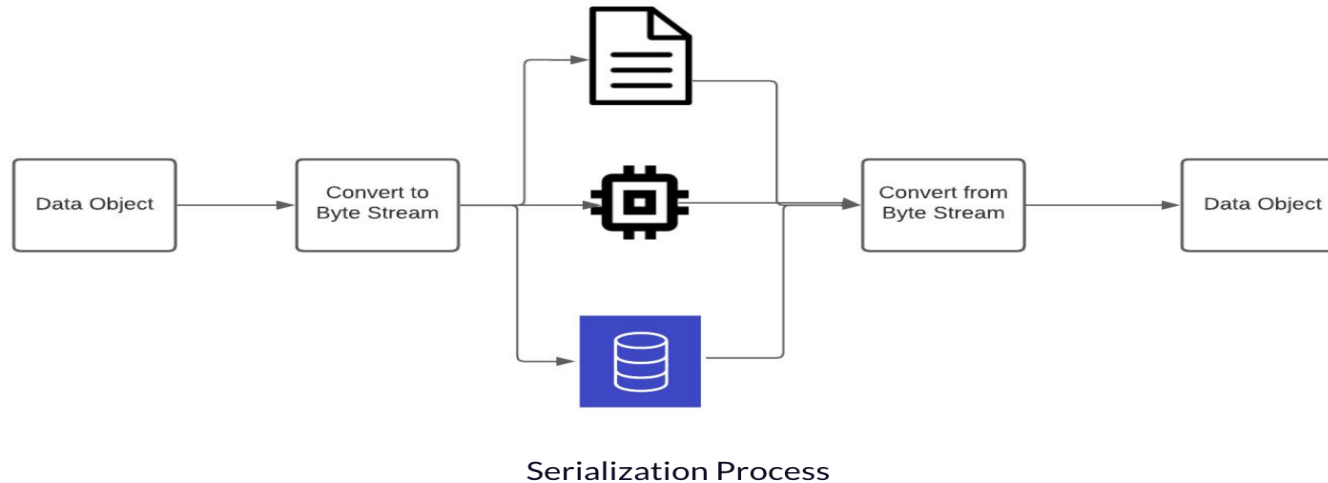 Data Object
Convert to
Byte Stream
Convert from
Byte Stream
Data Object
Serialization Process